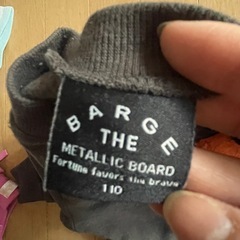 BARGE
THE
METALLIC BOARD
Fortune favors the brave
110